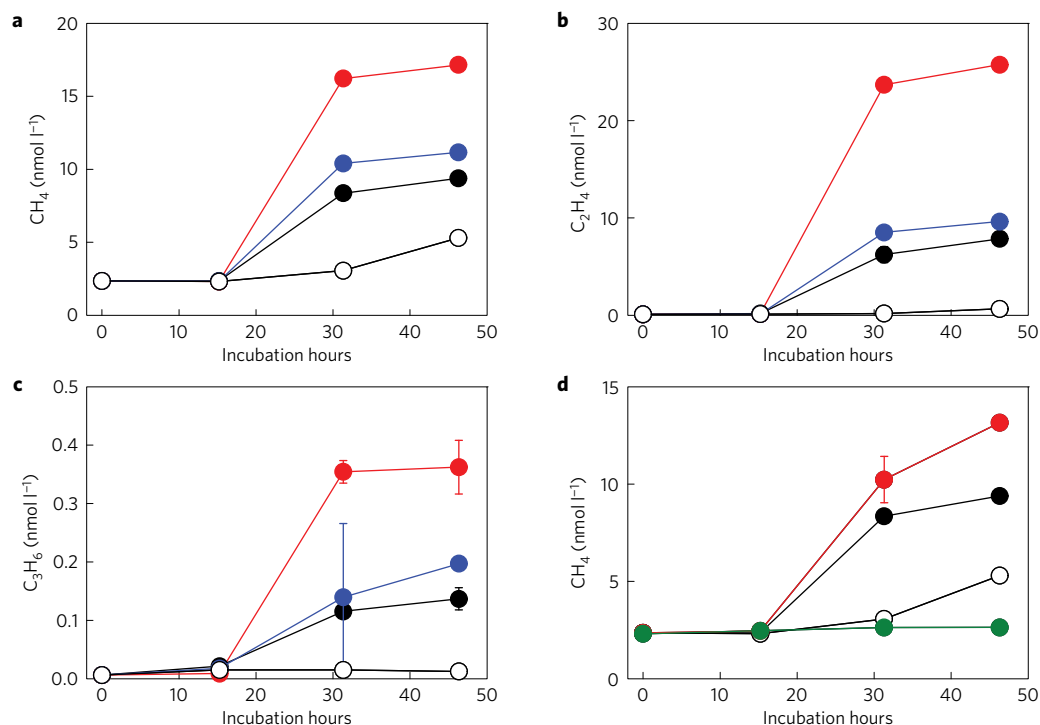 a
20
15
10
5
0
CH₄ (nmol l⁻¹)
0 10 20 30 40 50
Incubation hours
b
30
20
10
0
C₂H₄ (nmol l⁻¹)
0 10 20 30 40 50
Incubation hours
c
0.5
0.4
0.3
0.2
0.1
0.0
C₃H₆ (nmol l⁻¹)
0 10 20 30 40 50
Incubation hours
d
15
10
5
0
CH₄ (nmol l⁻¹)
0 10 20 30 40 50
Incubation hours